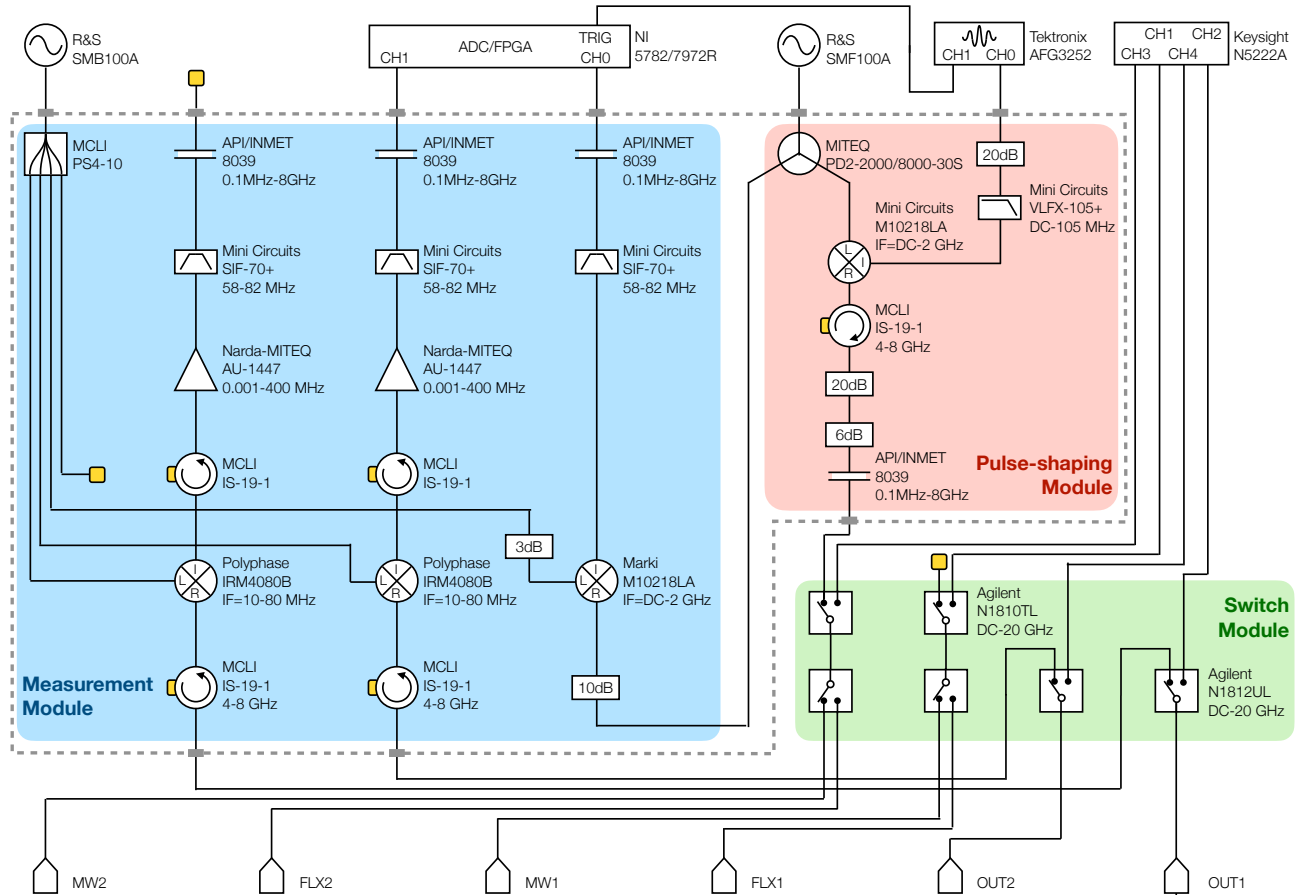 R&S
SMB100A
ADC/FPGA
TRIG
CH1
CH0
NI
5782/7972R
R&S
SMF100A
CH1 CH0
Tektronix
AFG3252
CH1 CH2
CH3 CH4
Keysight
N5222A
MCLI
PS4-10
API/INMET
8039
0.1MHz-8GHz
API/INMET
8039
0.1MHz-8GHz
API/INMET
8039
0.1MHz-8GHz
MITEQ
PD2-2000/8000-30S
20dB
Mini Circuits
VLFX-105+
DC-105 MHz
Mini Circuits
M10218LA
IF=DC-2 GHz
L
I
R
Mini Circuits
SIF-70+
58-82 MHz
Mini Circuits
SIF-70+
58-82 MHz
Mini Circuits
SIF-70+
58-82 MHz
MCLI
IS-19-1
4-8 GHz
Narda-MITEQ
AU-1447
0.001-400 MHz
Narda-MITEQ
AU-1447
0.001-400 MHz
20dB
6dB
API/INMET
8039
0.1MHz-8GHz
Pulse-shaping
Module
MCLI
IS-19-1
MCLI
IS-19-1
3dB
I
L
R
Polyphase
IRM4080B
IF=10-80 MHz
I
L
R
Polyphase
IRM4080B
IF=10-80 MHz
I
L
R
Marki
M10218LA
IF=DC-2 GHz
Agilent
N1810TL
DC-20 GHz
Switch
Module
Measurement
Module
MCLI
IS-19-1
4-8 GHz
MCLI
IS-19-1
4-8 GHz
10dB
Agilent
N1812UL
DC-20 GHz
MW2
FLX2
MW1
FLX1
OUT2
OUT1